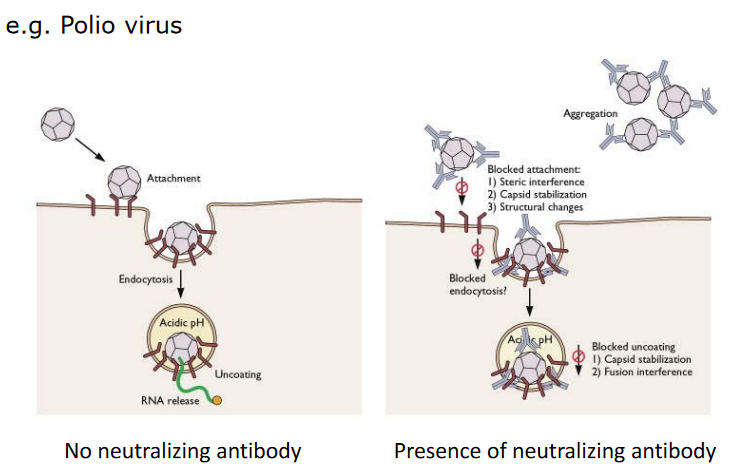 e.g. Polio virus
Attachment
Endocytosis
Acidic pH
Uncoating
RNA release
No neutralizing antibody
Aggregation
Blocked attachment:
1) Steric interference
2) Capsid stabilization
3) Structural changes
Blocked
endocytosis?
Acidic pH
Blocked uncoating
1) Capsid stabilization
2) Fusion interference
Presence of neutralizing antibody